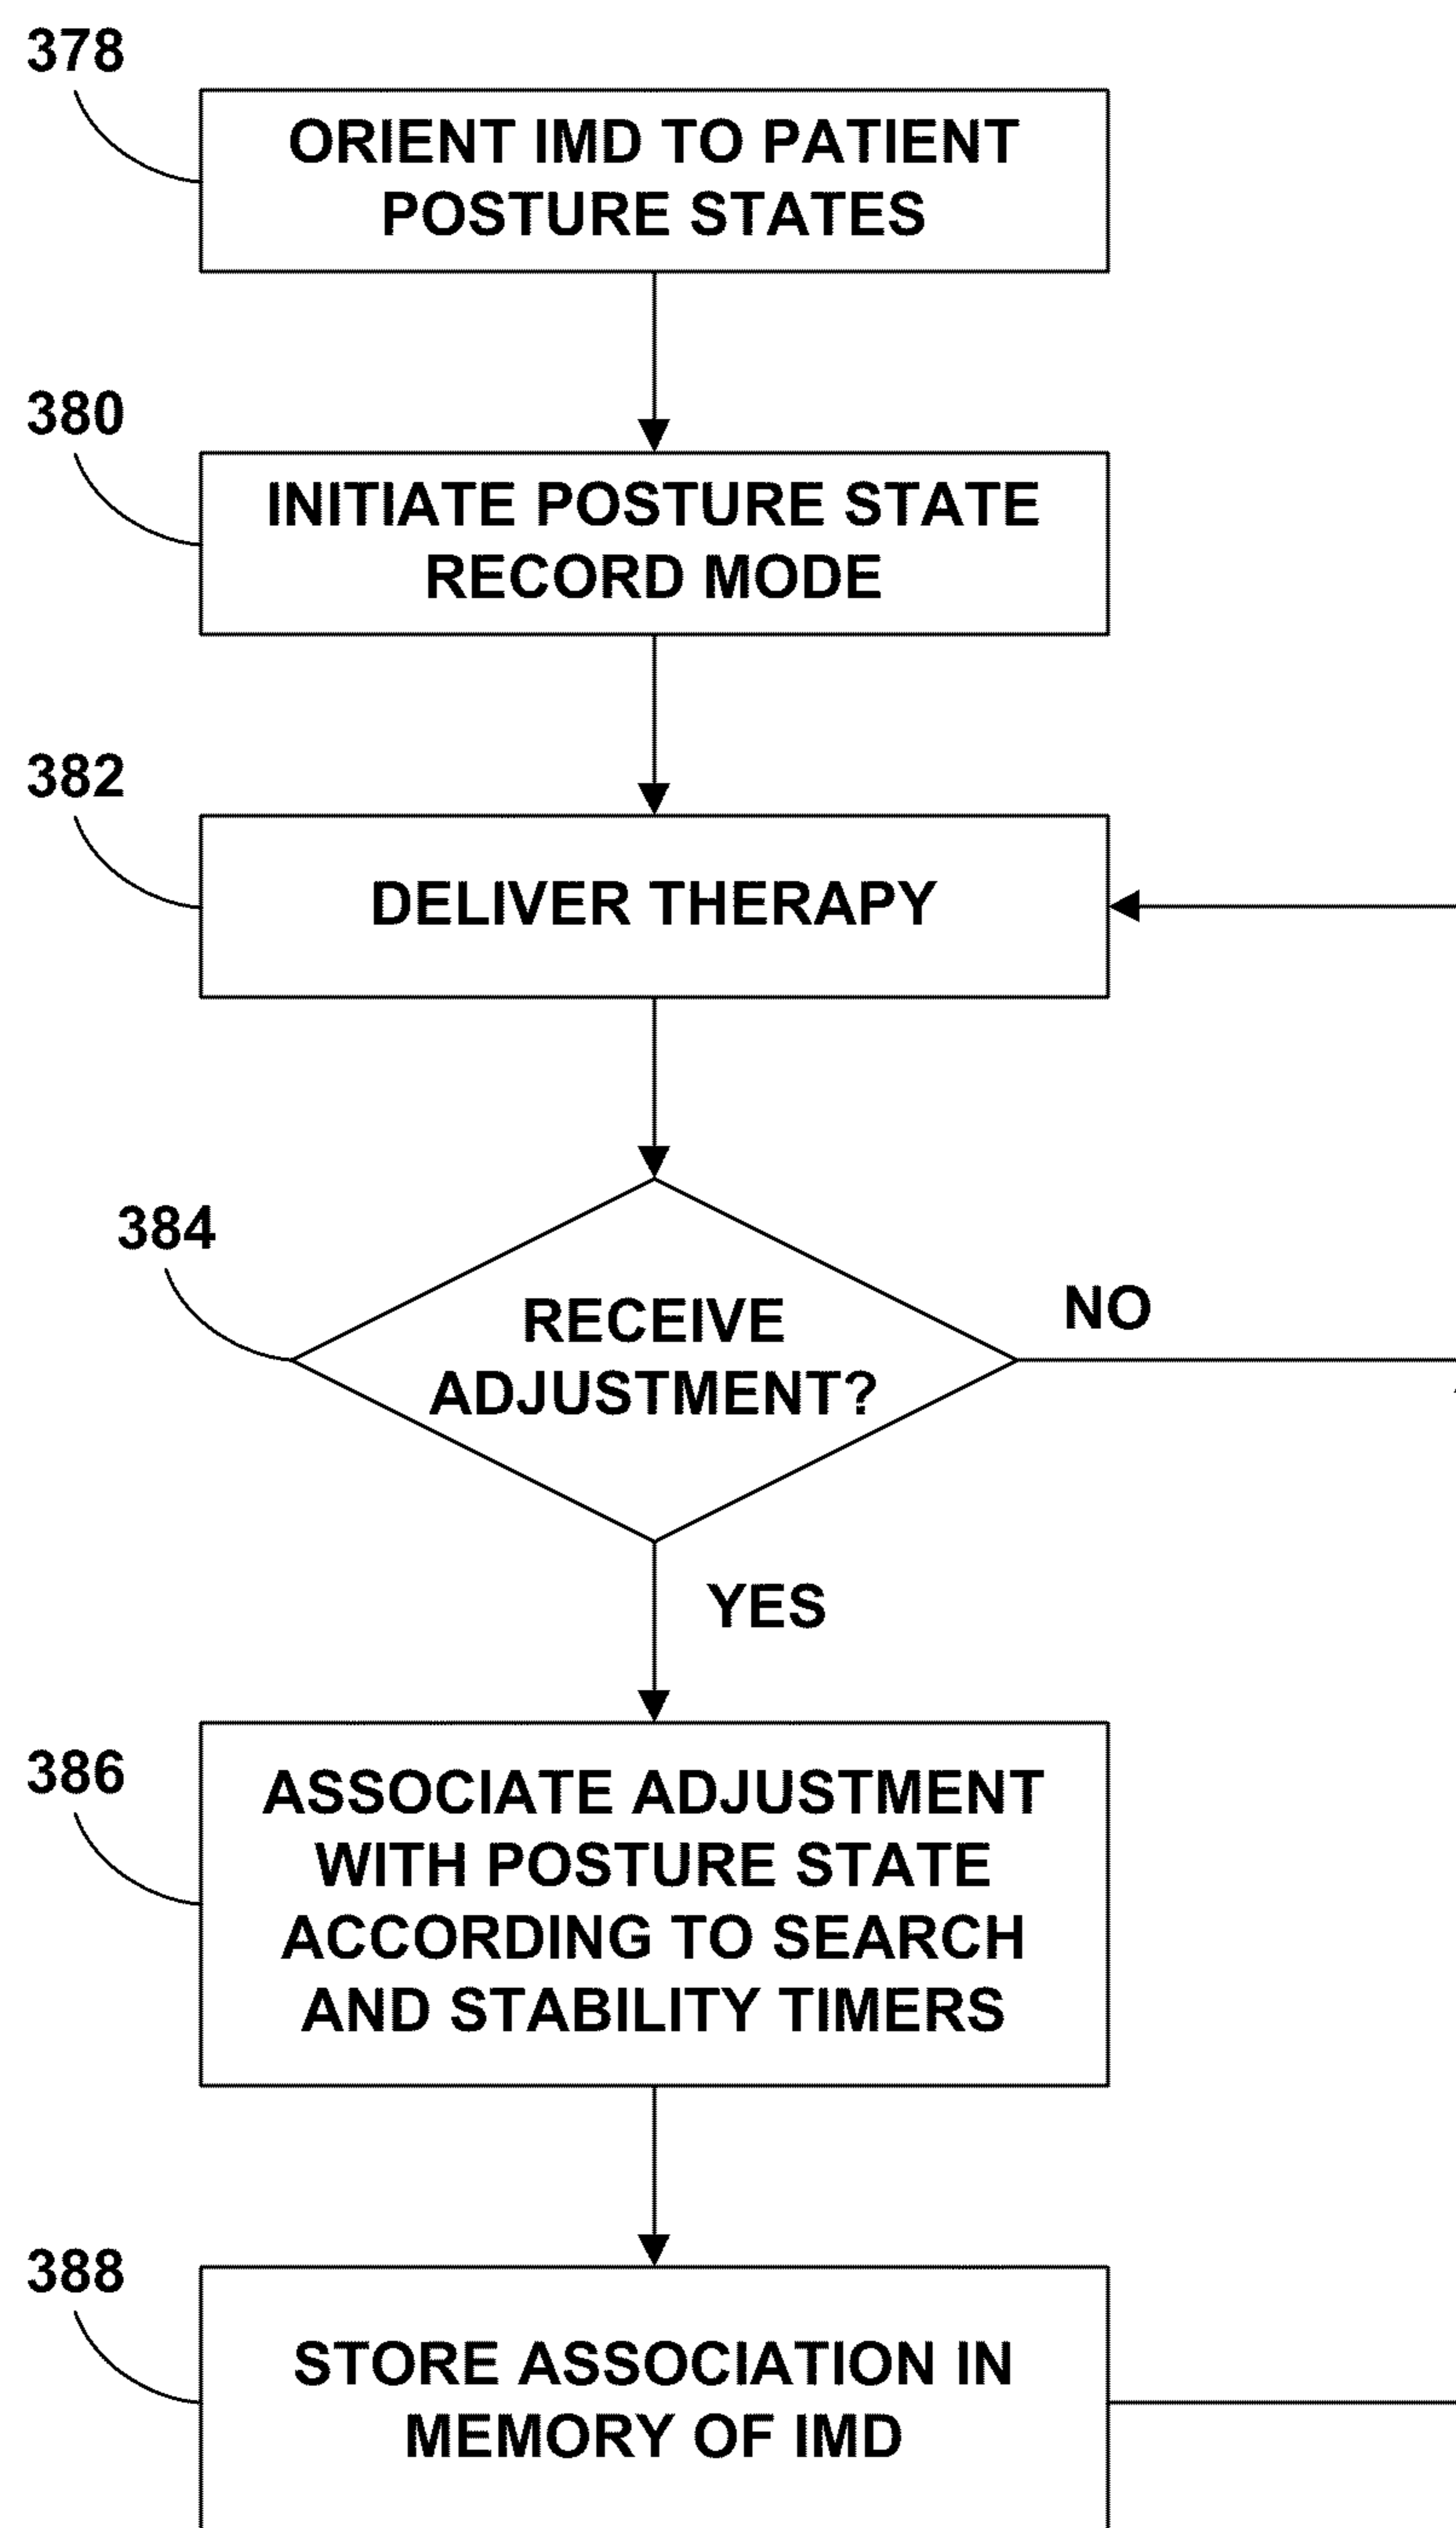 378
ORIENT IMD TO PATIENT
POSTURE STATES
380
INITIATE POSTURE STATE
RECORD MODE
382
DELIVER THERAPY
384
RECEIVE
ADJUSTMENT?
NO
YES
386
ASSOCIATE ADJUSTMENT
WITH POSTURE STATE
ACCORDING TO SEARCH
AND STABILITY TIMERS
388
STORE ASSOCIATION IN
MEMORY OF IMD